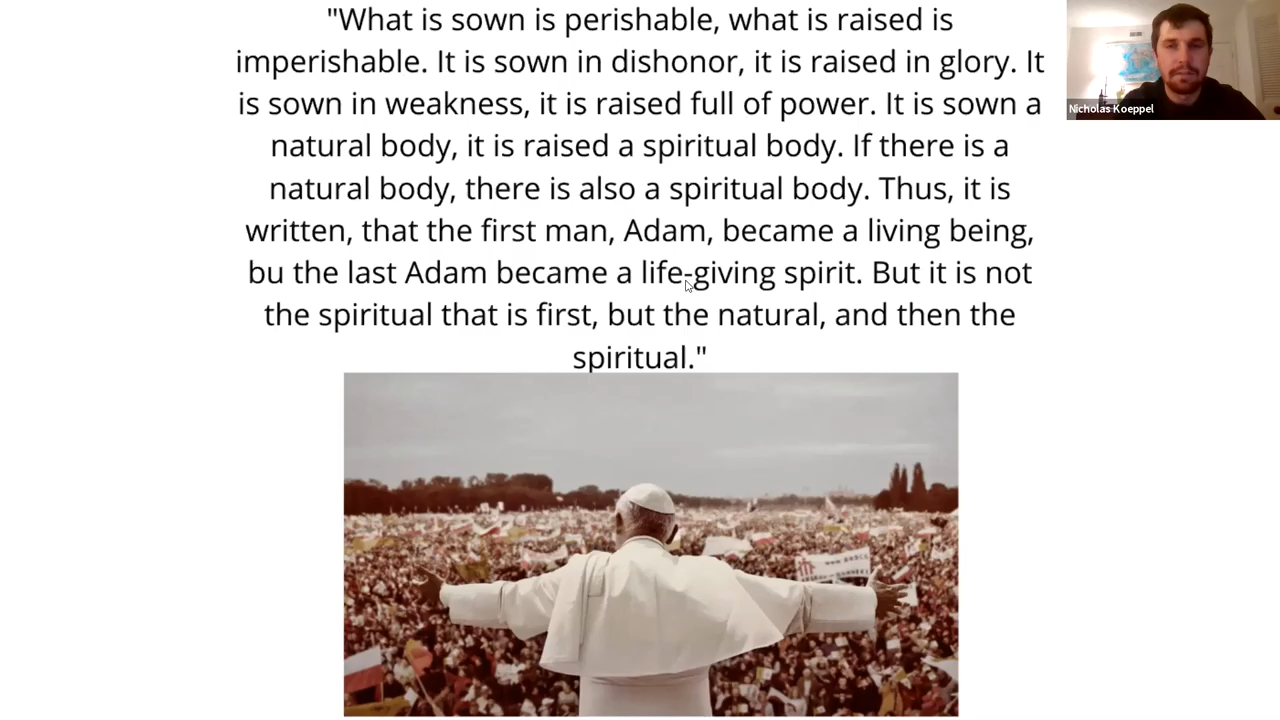 "What is sown is perishable, what is raised is
imperishable. It is sown in dishonor, it is raised in glory. It
is sown in weakness, it is raised full of power. It is sown a
natural body, it is raised a spiritual body. If there is a
natural body, there is also a spiritual body. Thus, it is
written, that the first man, Adam, became a living being,
bu the last Adam became a life-giving spirit. But it is not
the spiritual that is first, but the natural, and then the
spiritual."
Nicholas Koeppel